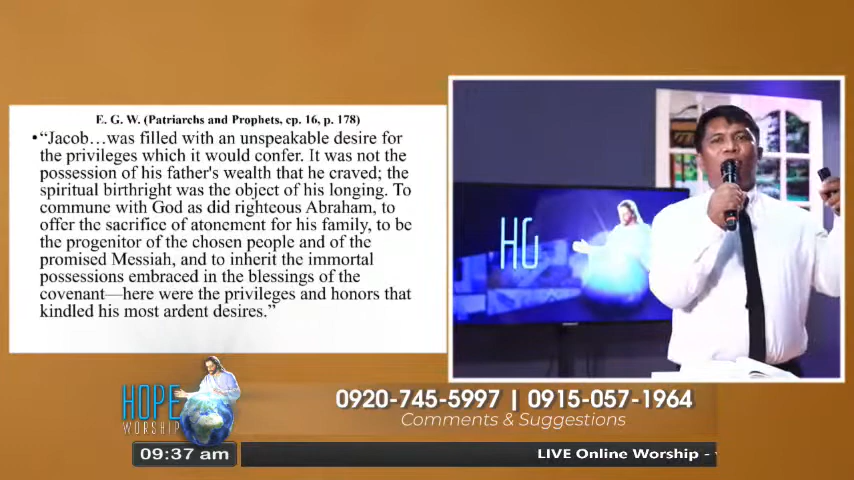 E. G. W. (Patriarchs and Prophets, cp. 16, p. 178)
•“Jacob…was filled with an unspeakable desire for
the privileges which it would confer. It was not the
possession of his father's wealth that he craved; the
spiritual birthright was the object of his longing. To
commune with God as did righteous Abraham, to
offer the sacrifice of atonement for his family, to be
the progenitor of the chosen people and of the
promised Messiah, and to inherit the immortal
possessions embraced in the blessings of the
covenant—here were the privileges and honors that
kindled his most ardent desires.”
HG
HOPE
WORSHIP
0920-745-5997 | 0915-057-1964
Comments & Suggestions
09:37 am
LIVE Online Worship -